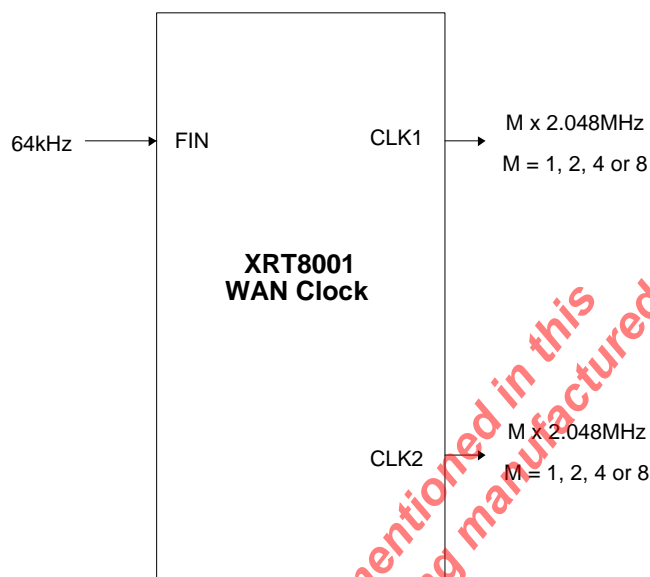 64kHz
FIN
CLK1
M x 2.048MHz
M = 1, 2, 4 or 8
XRT8001
WAN Clock
CLK2
M x 2.048MHz
M = 1, 2, 4 or 8
mentioned in this
manufactured